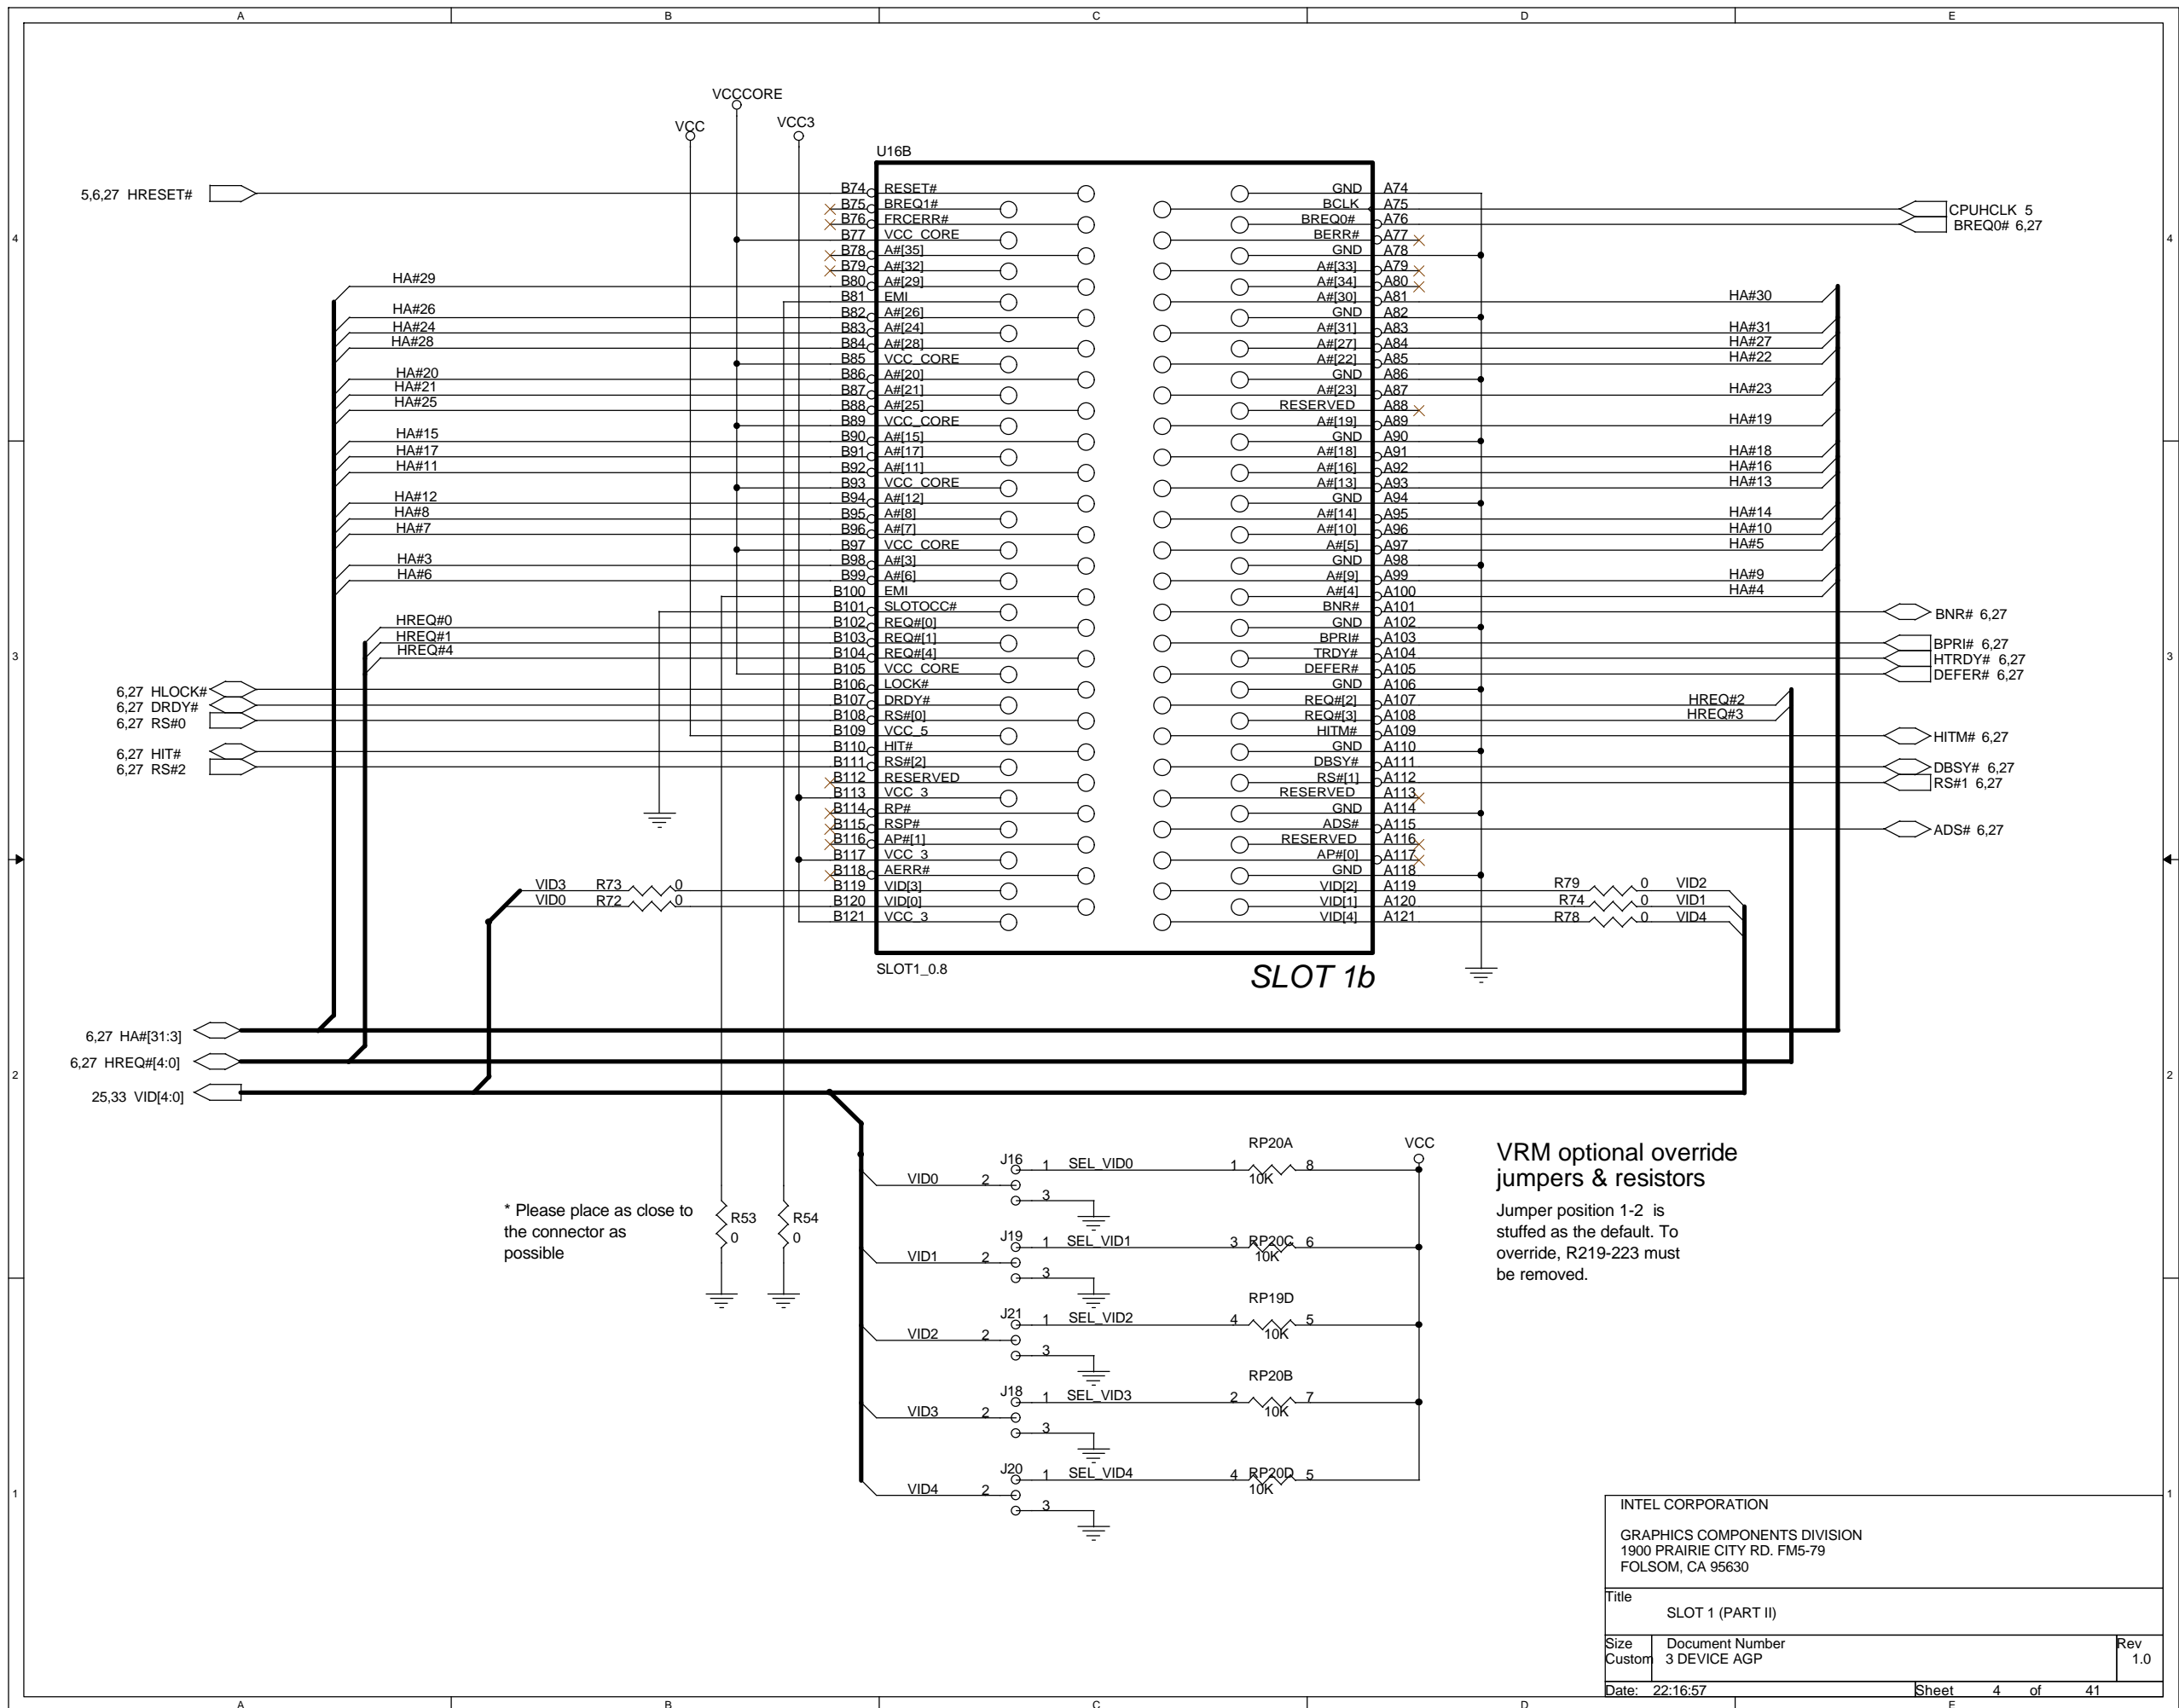 A B C D E
VCCCORE
VCC VCC3
U16B
5,6,27 HRESET# B74 RESET# GND A74
B75 BREQ1# BCLK A75 CPUHCLK 5
B76 FRCERR# BREQ0# A76 BREQ0# 6,27
4 B77 VCC_CORE BERR# A77 4
B78 A#[35] GND A78
B79 A#[32] A#[33] A79
HA#29 B80 A#[29] A#[34] A80
B81 EMI A#[30] A81 HA#30
HA#26 B82 A#[26] GND A82
HA#24 B83 A#[24] A#[31] A83 HA#31
HA#28 B84 A#[28] A#[27] A84 HA#27
B85 VCC_CORE A#[22] A85 HA#22
HA#20 B86 A#[20] GND A86
HA#21 B87 A#[21] A#[23] A87 HA#23
HA#25 B88 A#[25] RESERVED A88
B89 VCC_CORE A#[19] A89 HA#19
HA#15 B90 A#[15] GND A90
HA#17 B91 A#[17] A#[18] A91 HA#18
HA#11 B92 A#[11] A#[16] A92 HA#16
B93 VCC_CORE A#[13] A93 HA#13
HA#12 B94 A#[12] GND A94
HA#8 B95 A#[8] A#[14] A95 HA#14
HA#7 B96 A#[7] A#[10] A96 HA#10
B97 VCC_CORE A#[5] A97 HA#5
HA#3 B98 A#[3] GND A98
HA#6 B99 A#[6] A#[9] A99 HA#9
B100 EMI A#[4] A100 HA#4
B101 SLOTOCC# BNR# A101 BNR# 6,27
HREQ#0 B102 REQ#[0] GND A102
HREQ#1 B103 REQ#[1] BPRI# A103 BPRI# 6,27
3 HREQ#4 B104 REQ#[4] TRDY# A104 HTRDY# 6,27 3
B105 VCC_CORE DEFER# A105 DEFER# 6,27
6,27 HLOCK# B106 LOCK# GND A106
6,27 DRDY# B107 DRDY# REQ#[2] A107 HREQ#2
6,27 RS#0 B108 RS#[0] REQ#[3] A108 HREQ#3
B109 VCC_5 HITM# A109 HITM# 6,27
6,27 HIT# B110 HIT# GND A110
6,27 RS#2 B111 RS#[2] DBSY# A111 DBSY# 6,27
B112 RESERVED RS#[1] A112 RS#1 6,27
B113 VCC_3 RESERVED A113
B114 RP# GND A114
B115 RSP# ADS# A115 ADS# 6,27
B116 AP#[1] RESERVED A116
B117 VCC_3 AP#[0] A117
B118 AERR# GND A118
VID3 R73 0 B119 VID[3] VID[2] A119 R79 0 VID2
VID0 R72 0 B120 VID[0] VID[1] A120 R74 0 VID1
B121 VCC_3 VID[4] A121 R78 0 VID4
SLOT1_0.8 SLOT 1b
6,27 HA#[31:3]
6,27 HREQ#[4:0]
2 2
25,33 VID[4:0]
* Please place as close to
the connector as
possible
R53
0
R54
0
J16 1 SEL_VID0 1 RP20A 8 VCC
VID0 2 10K
3
J19 1 SEL_VID1 3 RP20C 6
VID1 2 10K
3
J21 1 SEL_VID2 4 RP19D 5
VID2 2 10K
3
J18 1 SEL_VID3 2 RP20B 7
VID3 2 10K
3
J20 1 SEL_VID4 4 RP20D 5
VID4 2 10K
3
VRM optional override
jumpers & resistors
Jumper position 1-2 is
stuffed as the default. To
override, R219-223 must
be removed.
1 1
INTEL CORPORATION
GRAPHICS COMPONENTS DIVISION
1900 PRAIRIE CITY RD. FM5-79
FOLSOM, CA 95630
Title
SLOT 1 (PART II)
Size Document Number Rev
Custom 3 DEVICE AGP 1.0
Date: 22:16:57 Sheet 4 of 41
A B C D E